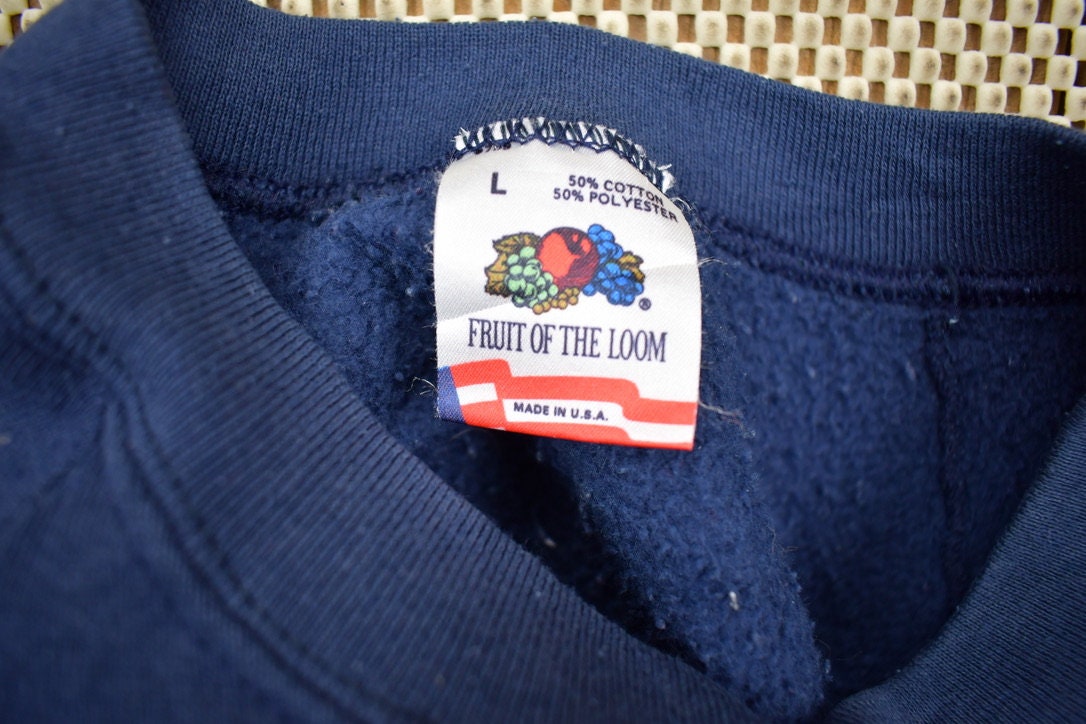 L
50% COTTON
50% POLYESTER
®
FRUIT OF THE LOOM
MADE IN U.S.A.